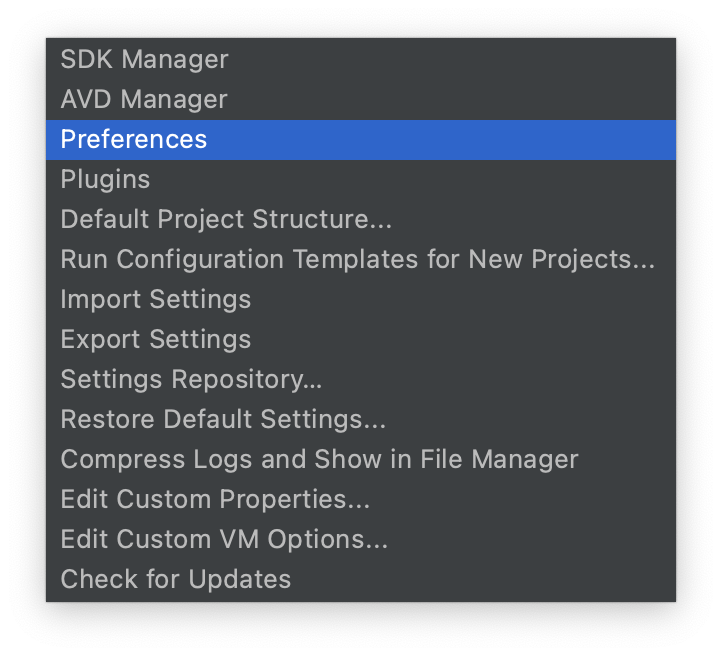 SDK Manager
AVD Manager
Preferences
Plugins
Default Project Structure...
Run Configuration Templates for New Projects...
Import Settings
Export Settings
Settings Repository...
Restore Default Settings...
Compress Logs and Show in File Manager
Edit Custom Properties...
Edit Custom VM Options...
Check for Updates